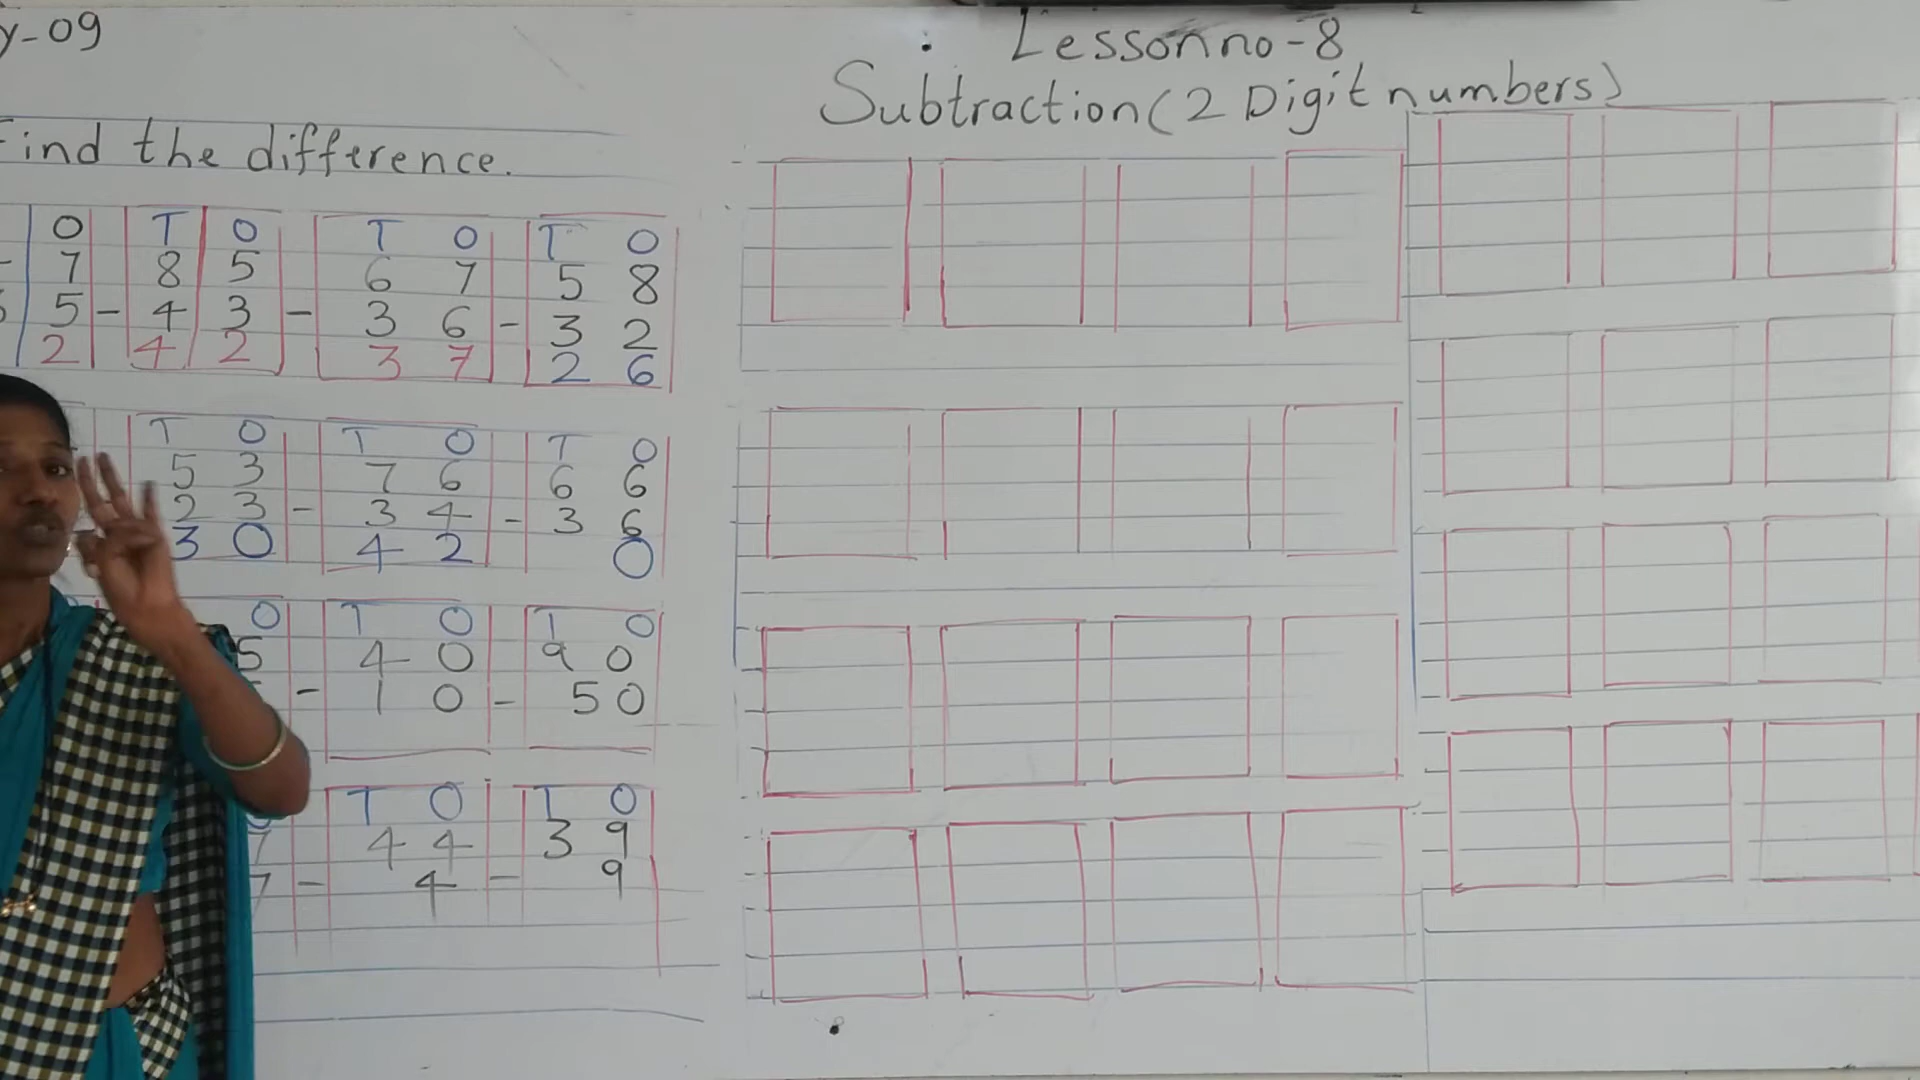 y-09
Lesson no-8
Subtraction (2 Digit numbers)
Find the difference.
O T O T O T O
7 8 5 6 7 5 8
5 - 4 3 - 3 6 - 3 2
2 4 2 3 7 2 6
T O T O T O
5 3 7 6 6 6
2 3 - 3 4 - 3 6
3 0 4 2 0
O T O T O
5 4 0 9 0
- 1 0 - 5 0
T O T O
7 4 4 3 9
7 - 4 - 9